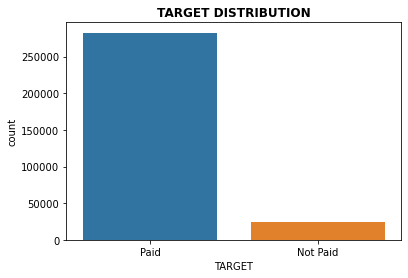 TARGET DISTRIBUTION
250000
200000
150000
100000
50000
0
count
Paid
Not Paid
TARGET